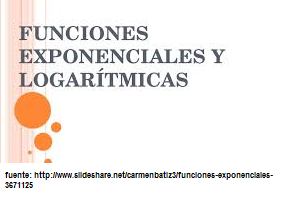 FUNCIONES
EXPONENCIALES Y
LOGARÍTMICAS
fuente: http://www.slideshare.net/carmenbatiz3/funciones-exponenciales-
3671125